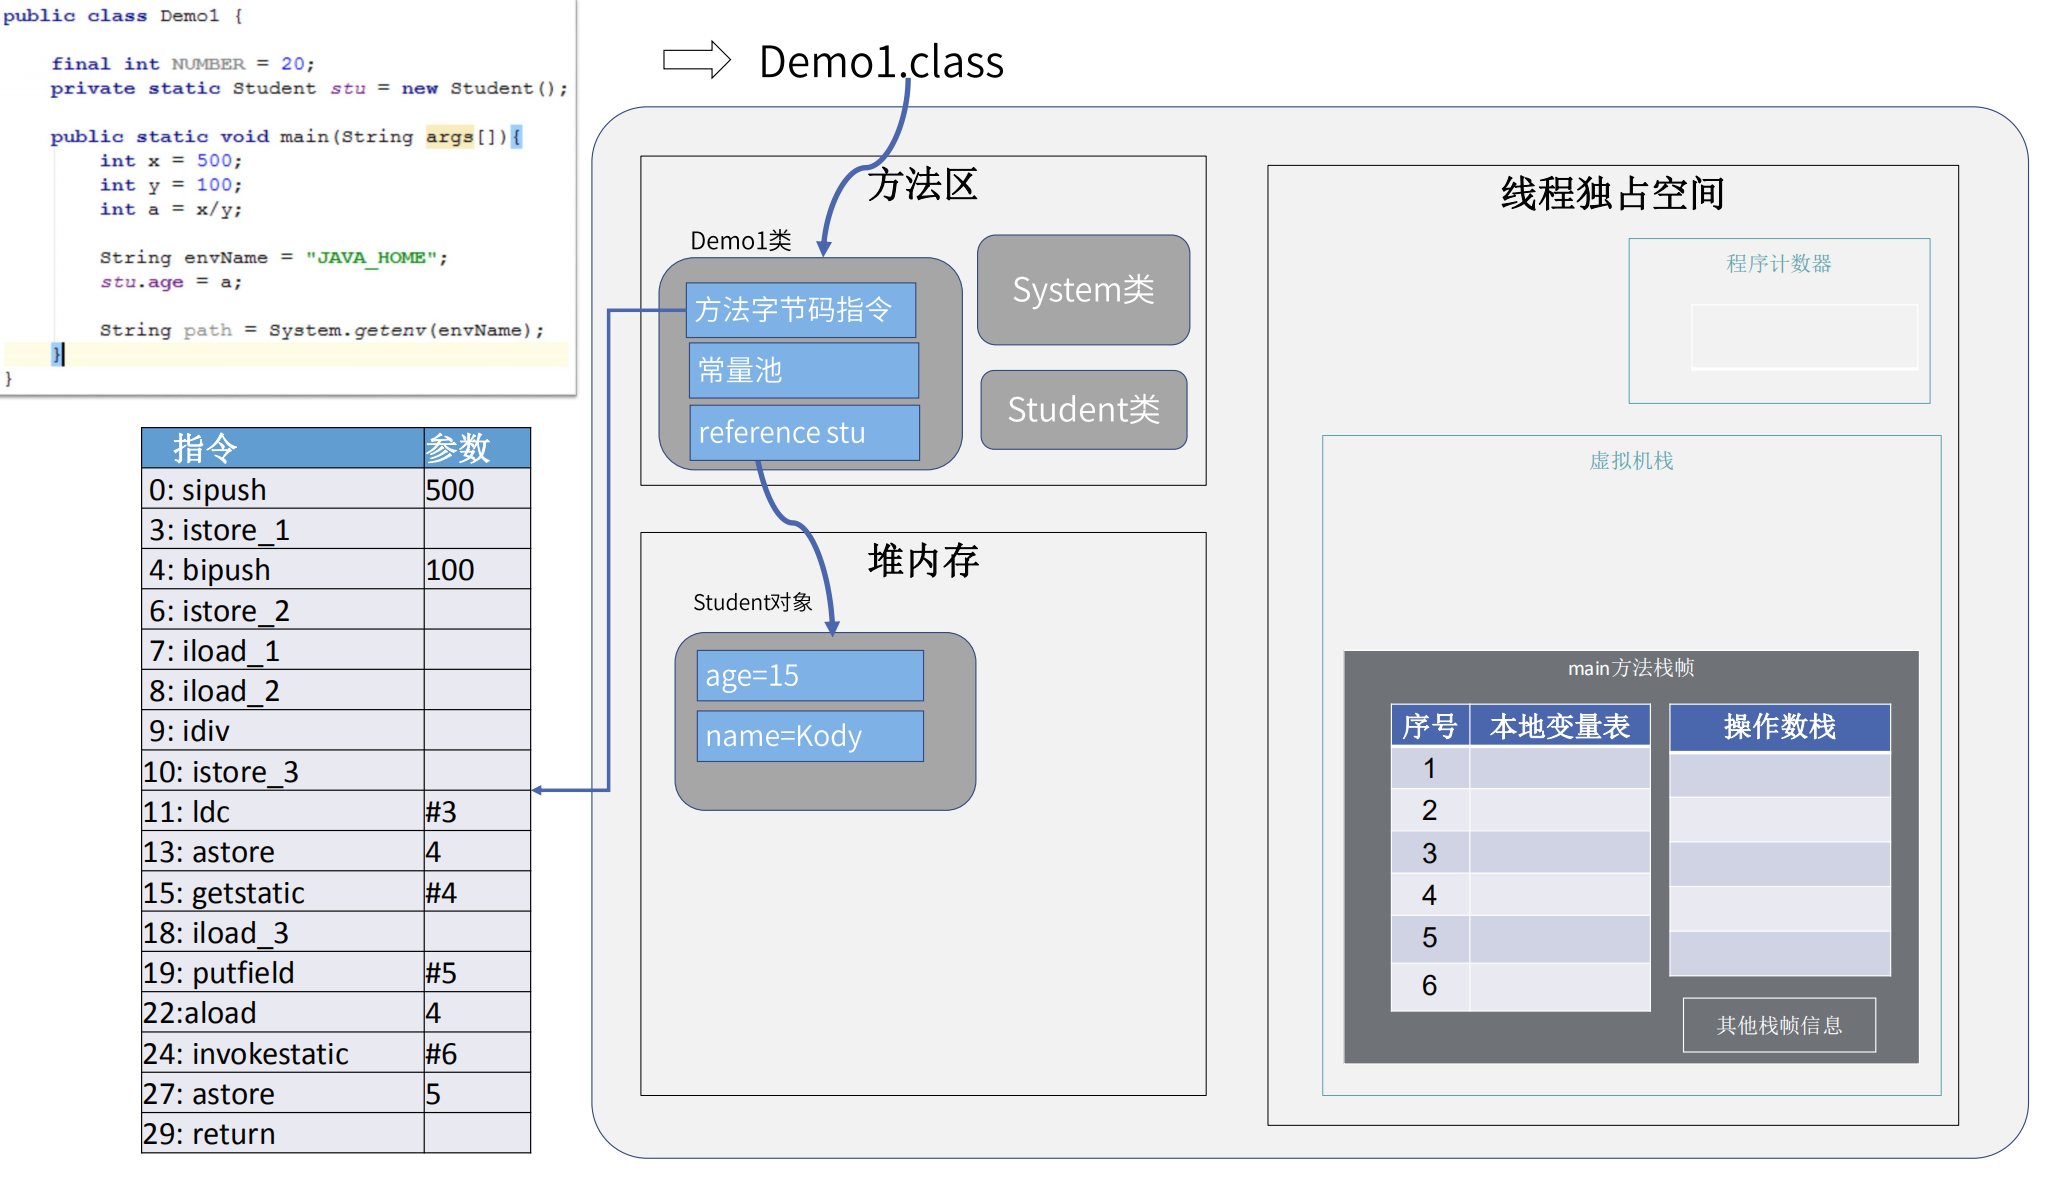 public class Demo1 {
final int NUMBER = 20;
private static Student stu = new Student();
public static void main(String args[]){
int x = 500;
int y = 100;
int a = x/y;
String envName = "JAVA_HOME";
stu.age = a;
String path = System.getenv(envName);
}
}
Demo1.class
方法区
Demo1类
方法字节码指令
常量池
reference stu
System类
Student类
堆内存
Student对象
age=15
name=Kody
线程独占空间
程序计数器
虚拟机栈
main方法栈帧
序号 本地变量表
1
2
3
4
5
6
操作数栈
其他栈帧信息
指令 参数
0: sipush 500
3: istore_1
4: bipush 100
6: istore_2
7: iload_1
8: iload_2
9: idiv
10: istore_3
11: ldc #3
13: astore 4
15: getstatic #4
18: iload_3
19: putfield #5
22:aload 4
24: invokestatic #6
27: astore 5
29: return